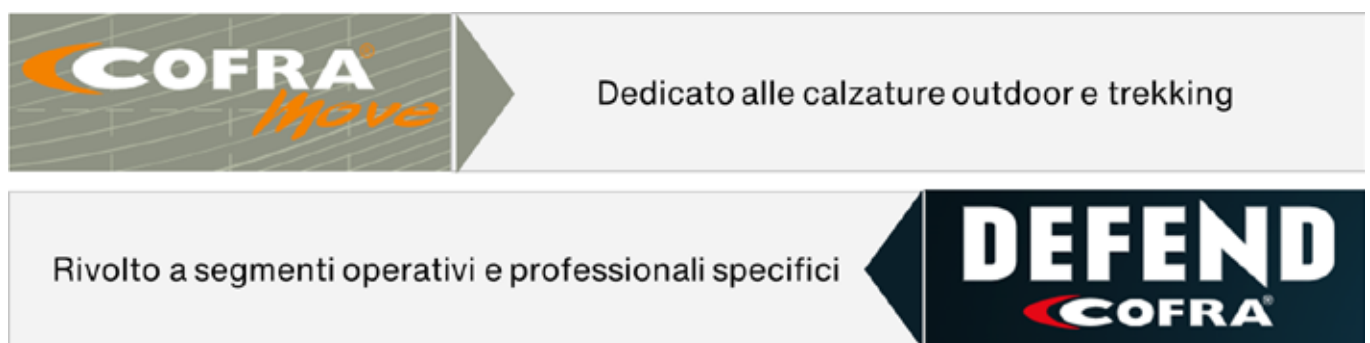 COFRA®
Move
Dedicato alle calzature outdoor e trekking
Rivolto a segmenti operativi e professionali specifici
DEFEND
COFRA®